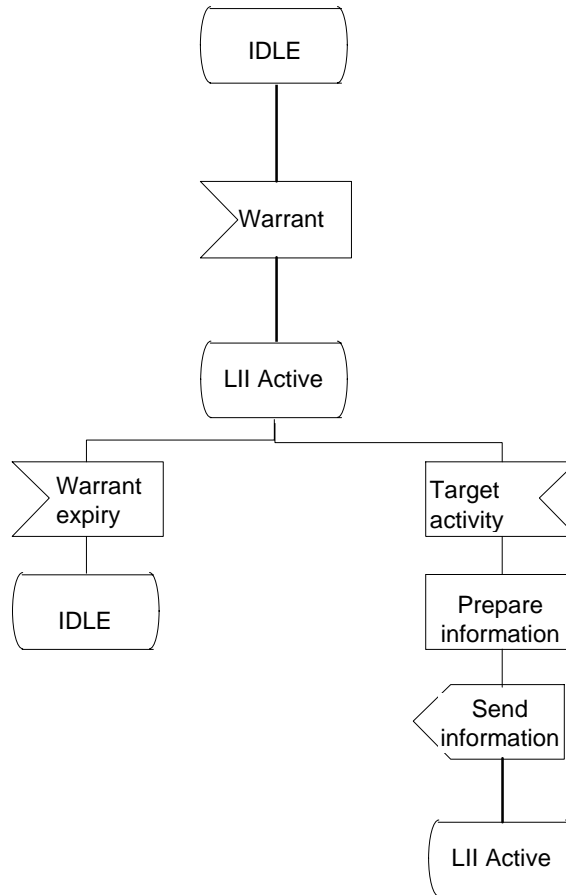 IDLE
Warrant
LII Active
Warrant
expiry
IDLE
Target
activity
Prepare
information
Send
information
LII Active